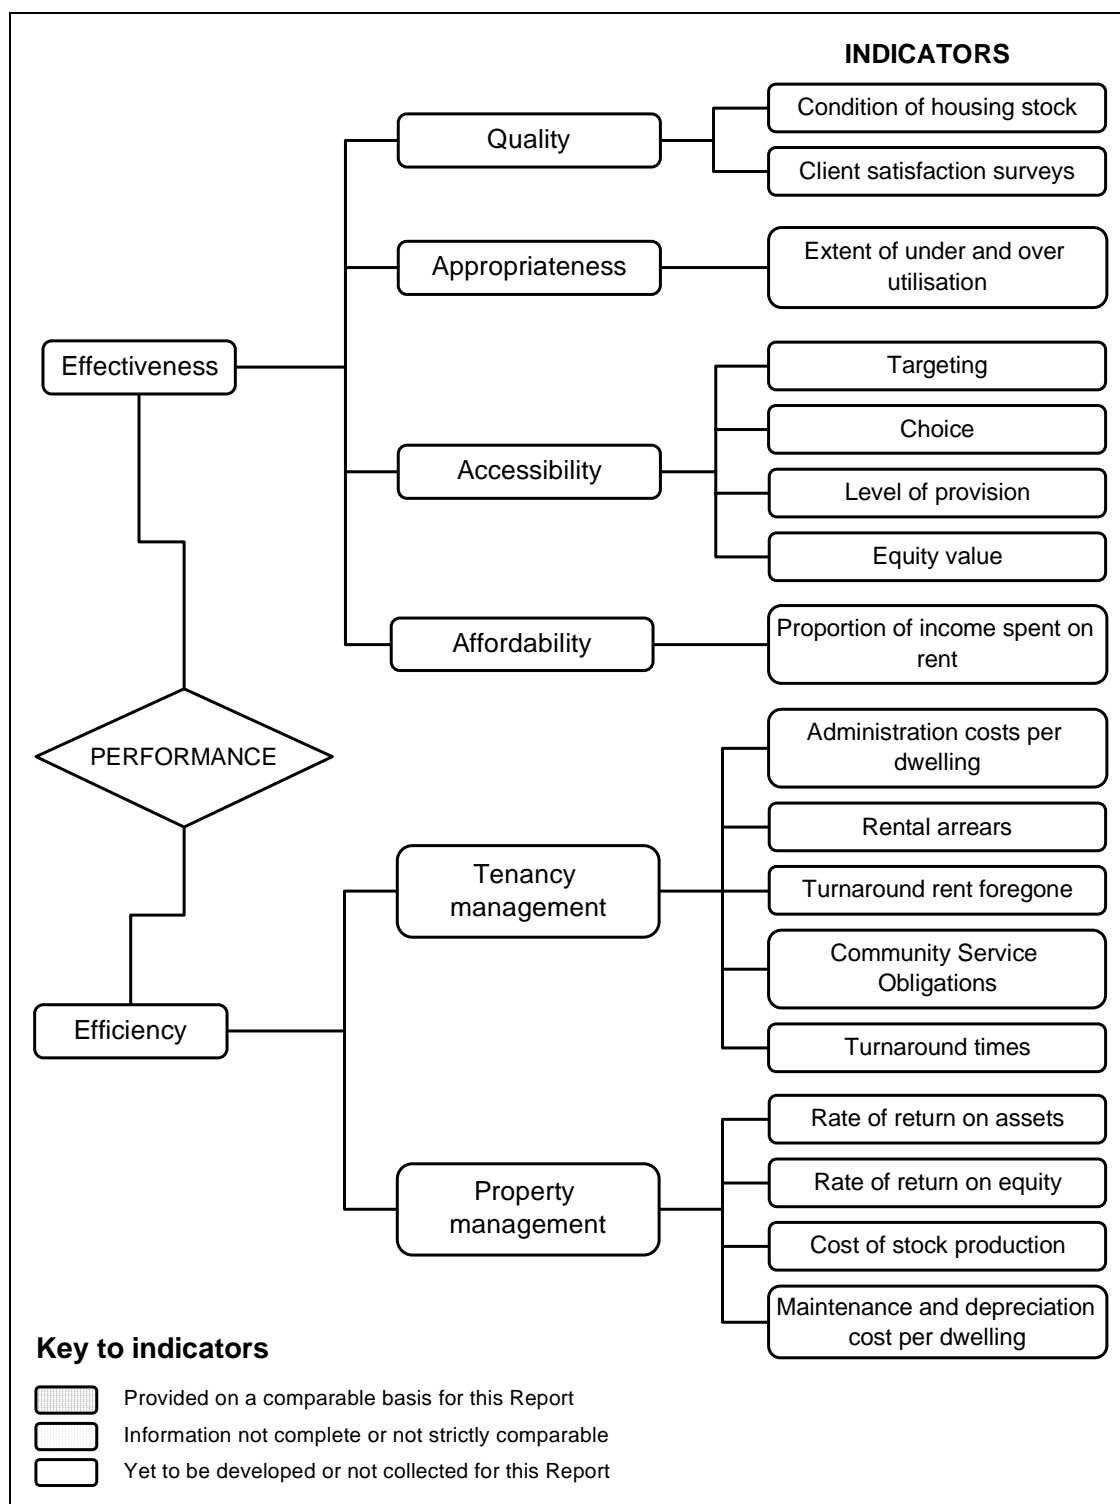 INDICATORS
Quality
Condition of housing stock
Client satisfaction surveys
Appropriateness
Extent of under and over
utilisation
Effectiveness
Accessibility
Targeting
Choice
Level of provision
Equity value
Affordability
Proportion of income spent on
rent
PERFORMANCE
Efficiency
Tenancy
management
Administration costs per
dwelling
Rental arrears
Turnaround rent foregone
Community Service
Obligations
Turnaround times
Property
management
Rate of return on assets
Rate of return on equity
Cost of stock production
Maintenance and depreciation
cost per dwelling
Key to indicators
Provided on a comparable basis for this Report
Information not complete or not strictly comparable
Yet to be developed or not collected for this Report